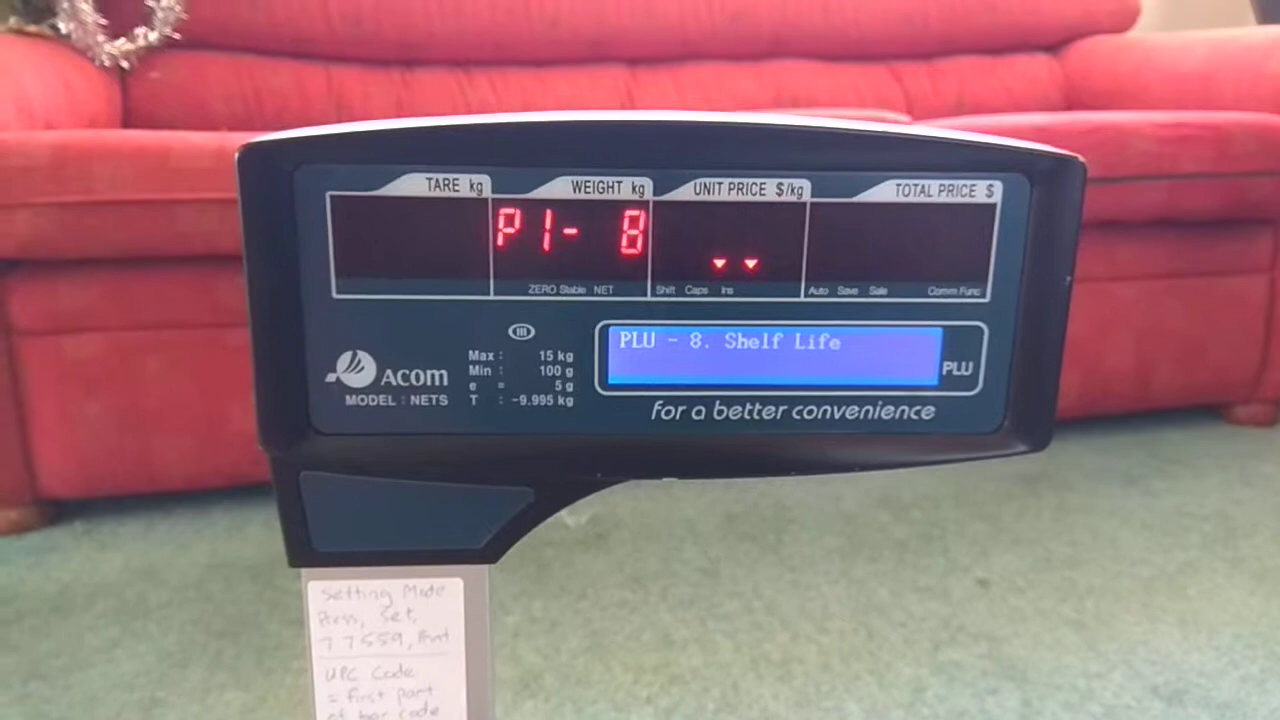 TARE kg
WEIGHT kg
UNIT PRICE $/kg
TOTAL PRICE $
P1- 8
ZERO Stable NET
Shift Caps Ins
Auto Save Sale
Comm Func
III
PLU - 8. Shelf Life
PLU
ACOM
MODEL : NETS
Max : 15 kg
Min : 100 g
e = 5 g
T : -9.995 kg
for a better convenience
Setting Mode
Press, Set,
77559, Print
UPC Code
= first part
of bar code